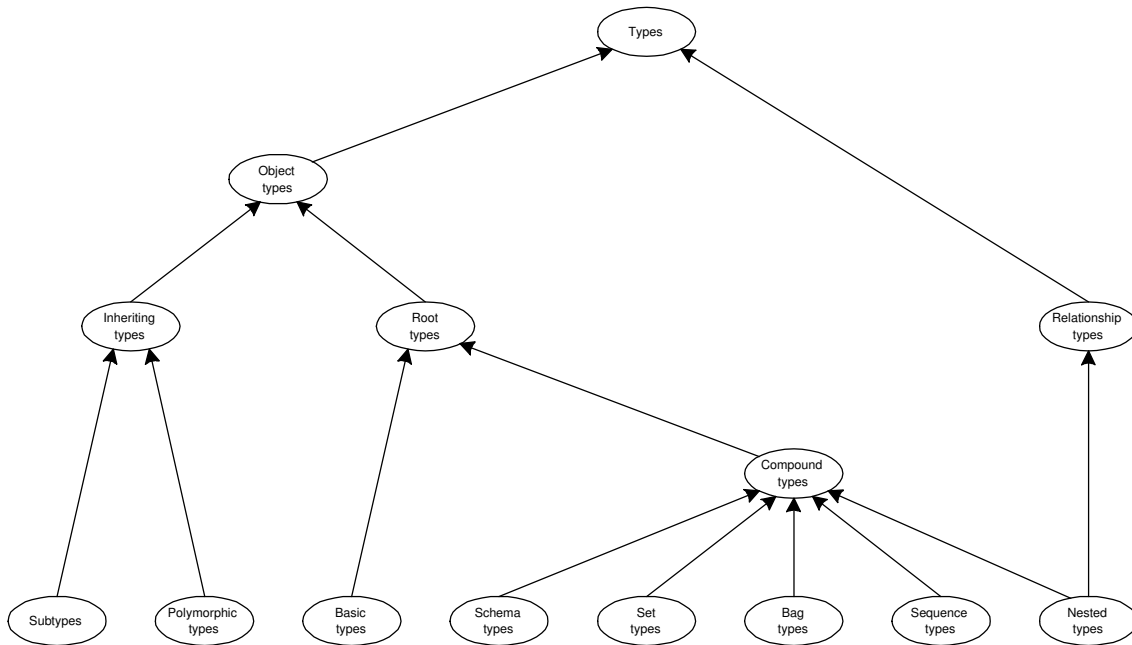 Types
Object
types
Inheriting
types
Root
types
Relationship
types
Compound
types
Subtypes
Polymorphic
types
Basic
types
Schema
types
Set
types
Bag
types
Sequence
types
Nested
types